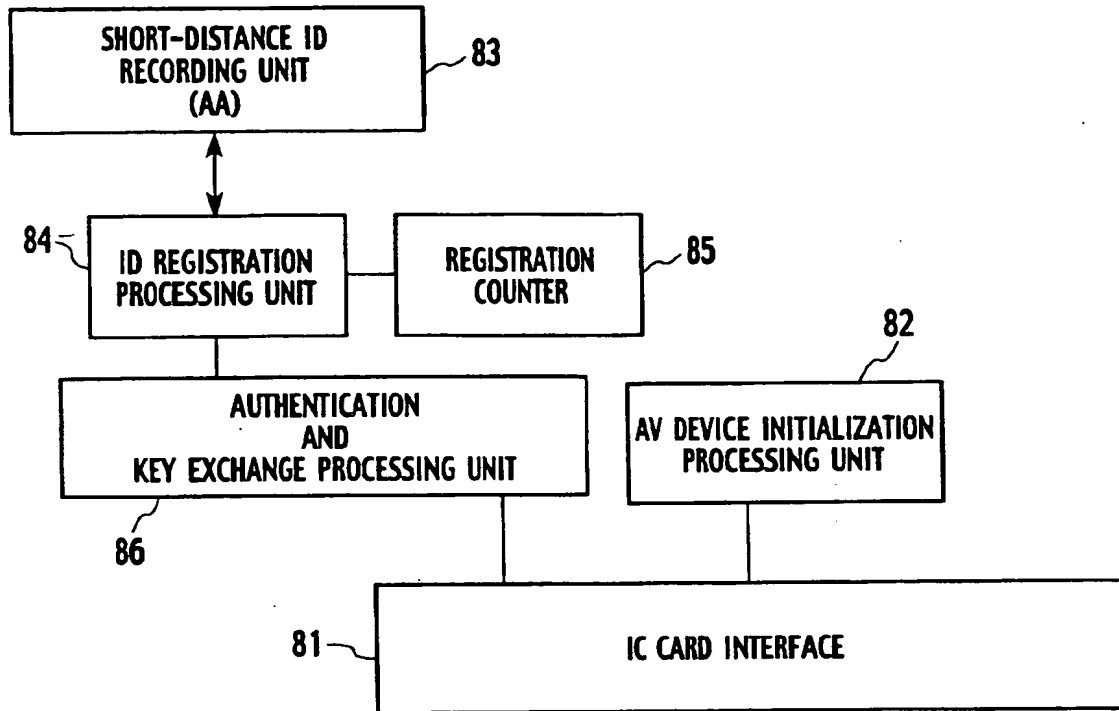 SHORT-DISTANCE ID
RECORDING UNIT
(AA)
83
84
ID REGISTRATION
PROCESSING UNIT
REGISTRATION
COUNTER
85
82
AUTHENTICATION
AND
KEY EXCHANGE PROCESSING UNIT
AV DEVICE INITIALIZATION
PROCESSING UNIT
86
81
IC CARD INTERFACE